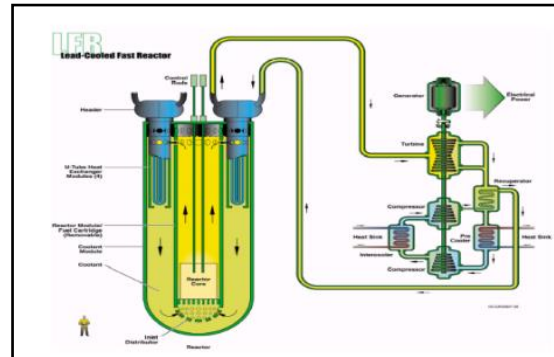 LFR
Lead-Cooled Fast Reactor
Control
Rods
Header
U-Tube Heat
Exchanger
Modules (4)
Reactor Module/
Fuel Cartridge
(Removable)
Coolant
Module
Coolant
Reactor
Core
Inlet
Distributor
Reactor
Generator
Electrical
Power
Turbine
Recuperator
Compressor
Heat Sink
Intercooler
Pre
Cooler
Heat Sink
Compressor